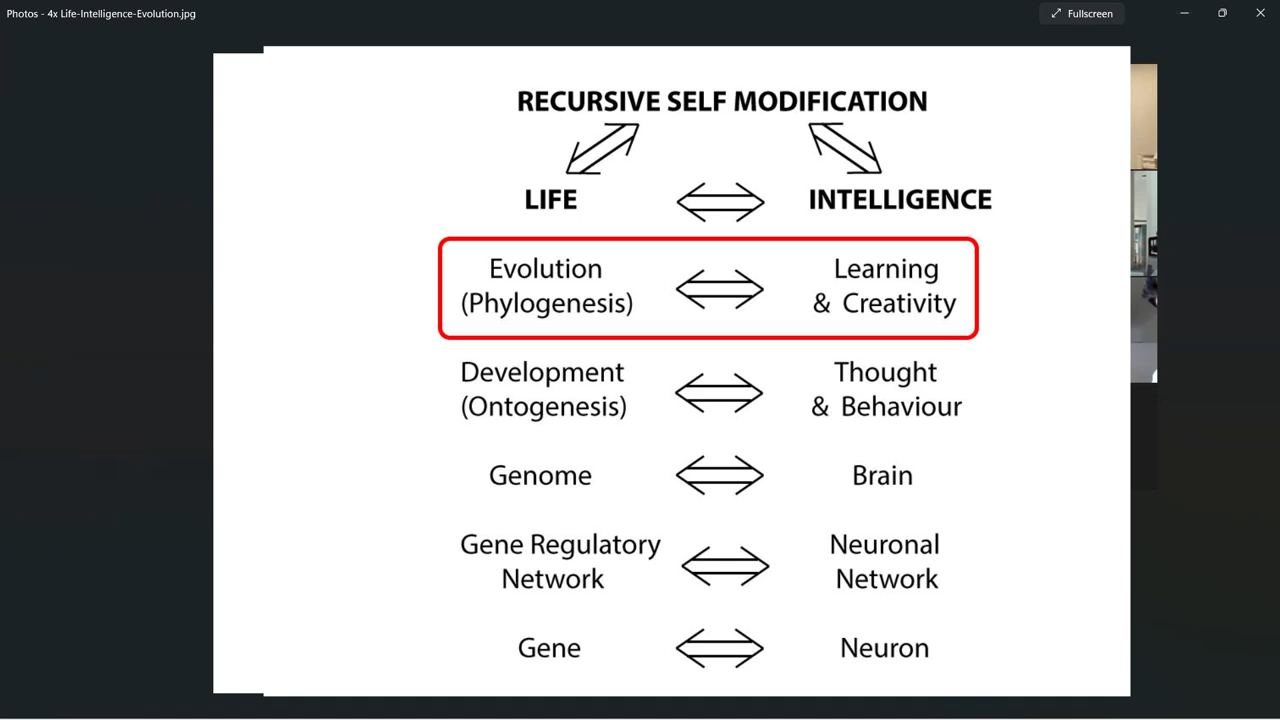 Photos - 4x Life-Intelligence-Evolution.jpg
Fullscreen
RECURSIVE SELF MODIFICATION
LIFE
INTELLIGENCE
Evolution
(Phylogenesis)
Learning
& Creativity
Development
(Ontogenesis)
Thought
& Behaviour
Genome
Brain
Gene Regulatory
Network
Neuronal
Network
Gene
Neuron